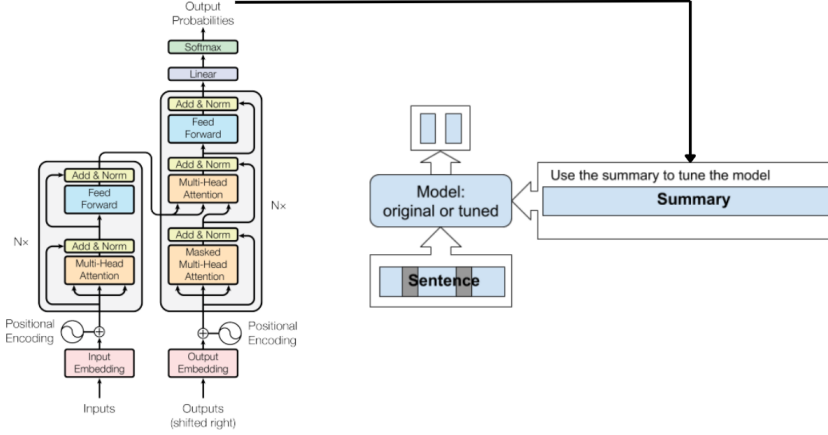 Output
Probabilities
Softmax
Linear
Add & Norm
Feed
Forward
Add & Norm
Multi-Head
Attention
Add & Norm
Masked
Multi-Head
Attention
Nx
Add & Norm
Feed
Forward
Add & Norm
Multi-Head
Attention
Nx
Positional
Encoding
Positional
Encoding
Input
Embedding
Output
Embedding
Inputs
Outputs
(shifted right)
Model:
original or tuned
Sentence
Use the summary to tune the model
Summary